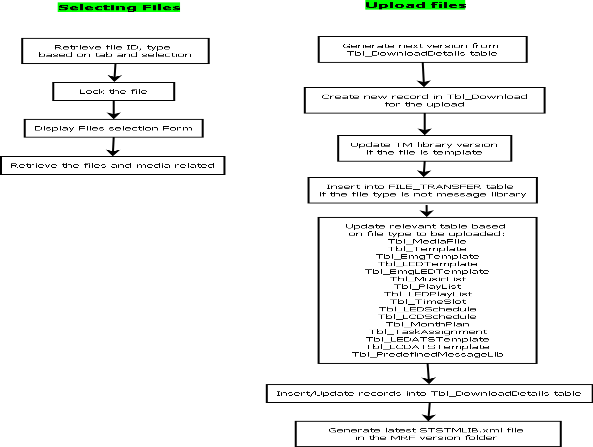 Selecting Files
Retrieve file ID, type
based on tab and selection
Lock the file
Display Files selection Form
Retrieve the files and media related
Upload files
Generate next version from
Tbl_DownloadDetails table
Create new record in Tbl_Download
for the upload
Update TM library version
if the file is template
Insert into FILE_TRANSFER table
if the file type is not message library
Update relevant table based
on file type to be uploaded:
Tbl_MediaFile
Tbl_Template
Tbl_EmgTemplate
Tbl_LCDTemplate
Tbl_EmgLEDTemplate
Tbl_MusicList
Tbl_PlayList
Tbl_LEDPlayList
Tbl_TimeSlot
Tbl_LEDSchedule
Tbl_LCDSchedule
Tbl_MonthPlan
Tbl_TaskAssignment
Tbl_LEDATSTemplate
Tbl_LCDATSTemplate
Tbl_PredefinedMessageLib
Insert/Update records into Tbl_DownloadDetails table
Generate latest STSTMLIB.xml file
in the MRF version folder